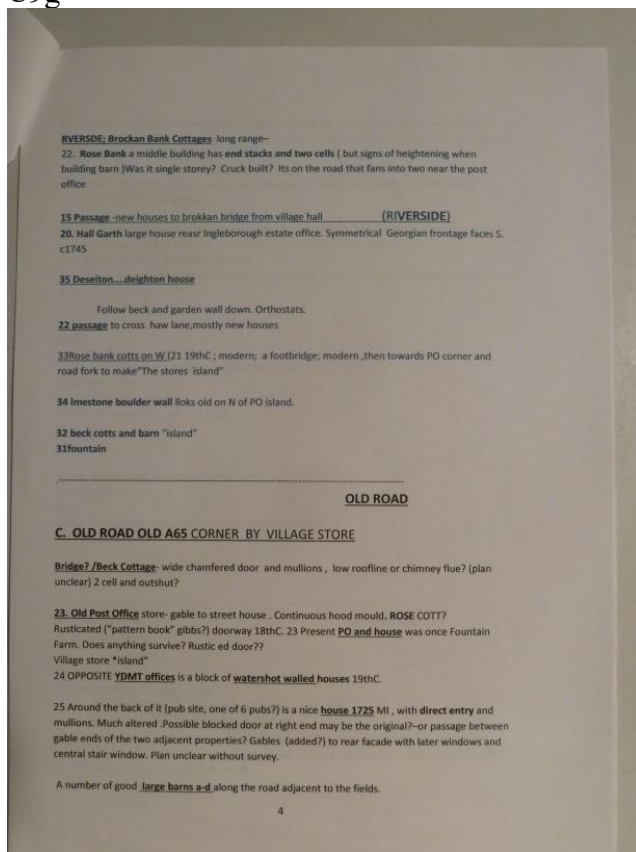 RVERSDE; Brockan Bank Cottages long range–
22. Rose Bank a middle building has end stacks and two cells ( but signs of heightening when
building barn )Was it single storey? Cruck built? Its on the road that fans into two near the post
office
15 Passage -new houses to brokkan bridge from village hall (RIVERSIDE)
20. Hall Garth large house reasr Ingleborough estate office. Symmetrical Georgian frontage faces S.
c1745
35 Deseiton....deighton house
Follow beck and garden wall down. Orthostats.
22 passage to cross haw lane,mostly new houses
33Rose bank cotts on W (21 19thC ; modern; a footbridge; modern ,then towards PO corner and
road fork to make"The stores island"
34 lmestone boulder wall lloks old on N of PO island.
32 beck cotts and barn "island"
31fountain
OLD ROAD
C. OLD ROAD OLD A65 CORNER BY VILLAGE STORE
Bridge? /Beck Cottage- wide chamfered door and mullions , low roofline or chimney flue? (plan
unclear) 2 cell and outshut?
23. Old Post Office store- gable to street house . Continuous hood mould. ROSE COTT?
Rusticated ("pattern book" gibbs?) doorway 18thC. 23 Present PO and house was once Fountain
Farm. Does anything survive? Rustic ed door??
Village store *island"
24 OPPOSITE YDMT offices is a block of watershot walled houses 19thC.
25 Around the back of it (pub site, one of 6 pubs?) is a nice house 1725 MI , with direct entry and
mullions. Much altered .Possible blocked door at right end may be the original?–or passage between
gable ends of the two adjacent properties? Gables (added?) to rear facade with later windows and
central stair window. Plan unclear without survey.
A number of good large barns a-d along the road adjacent to the fields.
4